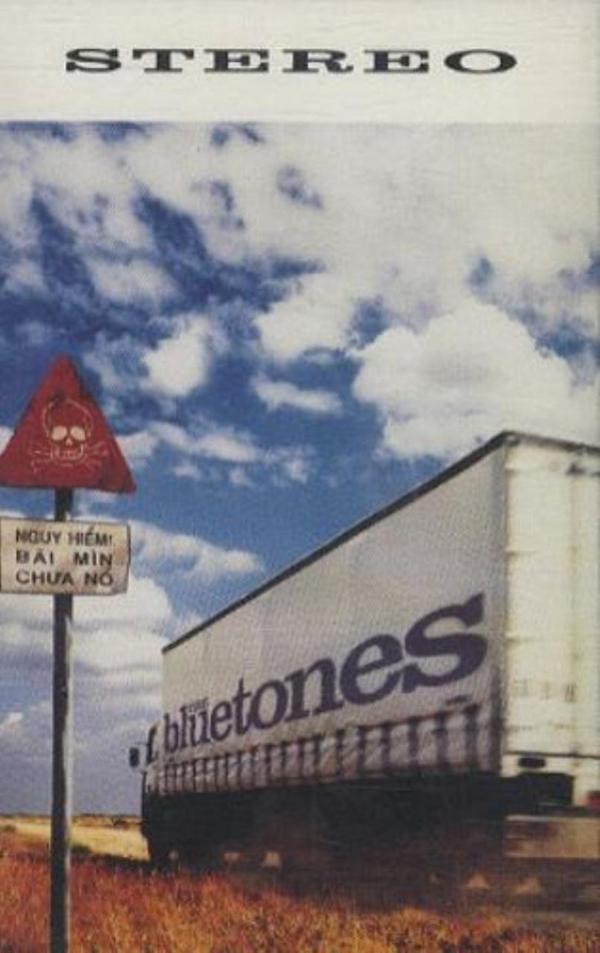 STEREO
NGUY HIỂM!
BÃI MÌN
CHƯA NỔ
the
bluetones